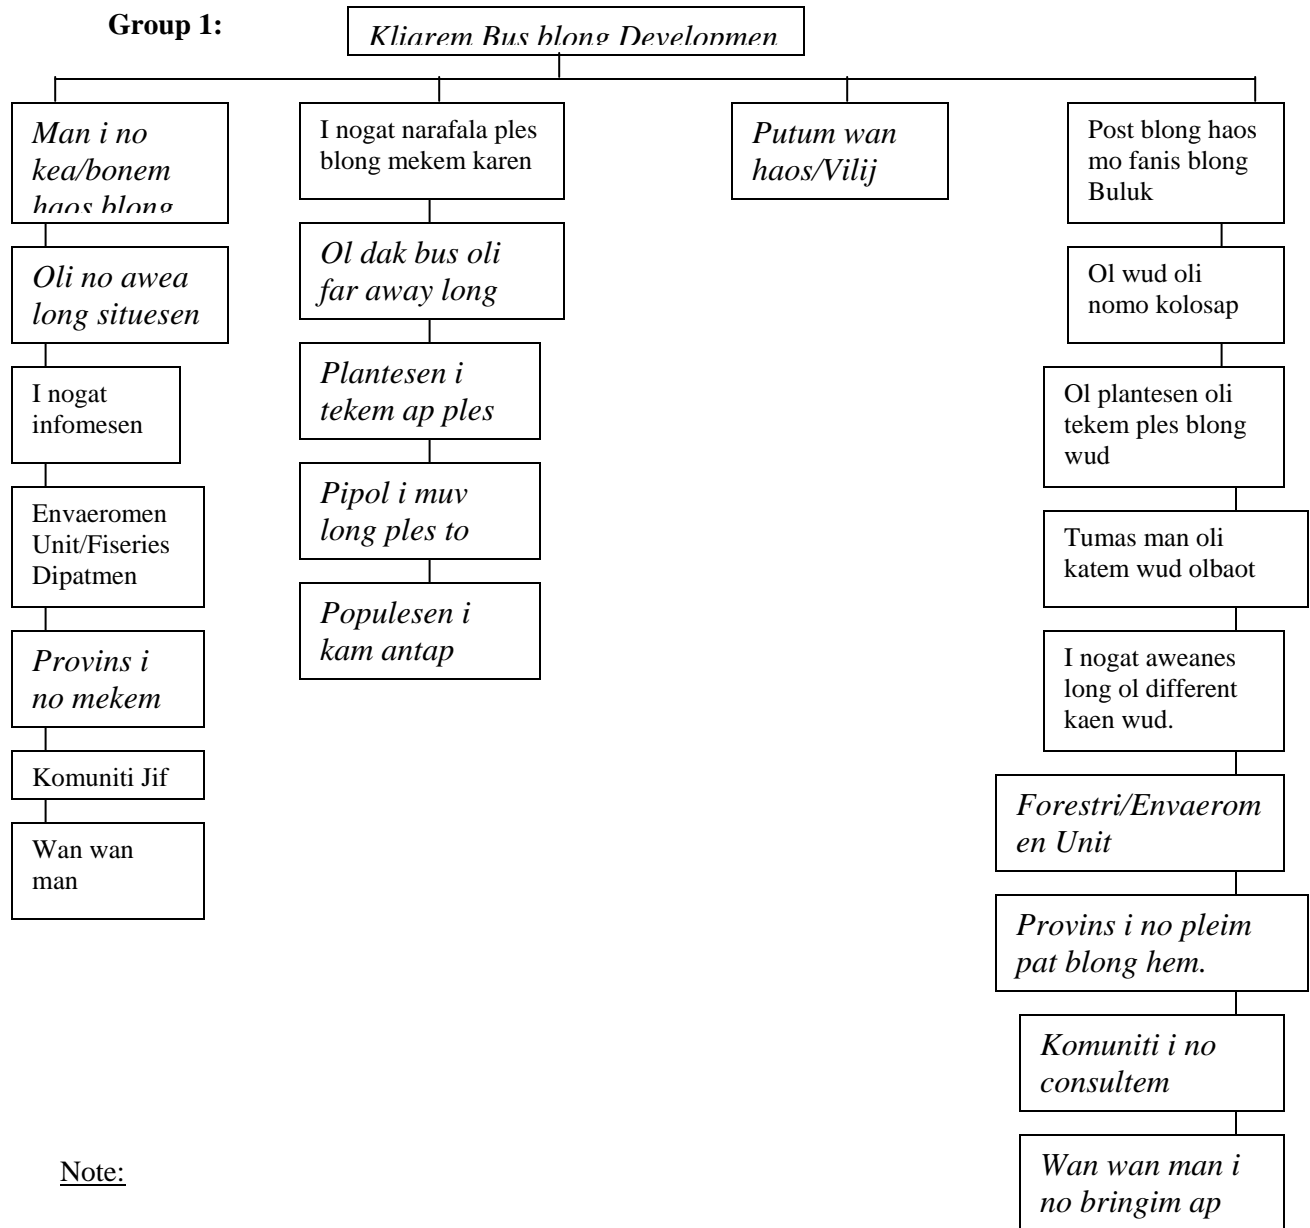 Group 1:
Kliarem Bus blong Developmen
Man i no
kea/bonem
haos blong
Oli no awea
long situesen
I nogat
infomesen
Envaeromen
Unit/Fiseries
Dipatmen
Provins i
no mekem
Komuniti Jif
Wan wan
man
I nogat narafala ples
blong mekem karen
Ol dak bus oli
far away long
Plantesen i
tekem ap ples
Pipol i muv
long ples to
Populesen i
kam antap
Putum wan
haos/Vilij
Post blong haos
mo fanis blong
Buluk
Ol wud oli
nomo kolosap
Ol plantesen oli
tekem ples blong
wud
Tumas man oli
katem wud olbaot
I nogat aweanes
long ol different
kaen wud.
Forestri/Envaerom
en Unit
Provins i no pleim
pat blong hem.
Komuniti i no
consultem
Wan wan man i
no bringim ap
Note: